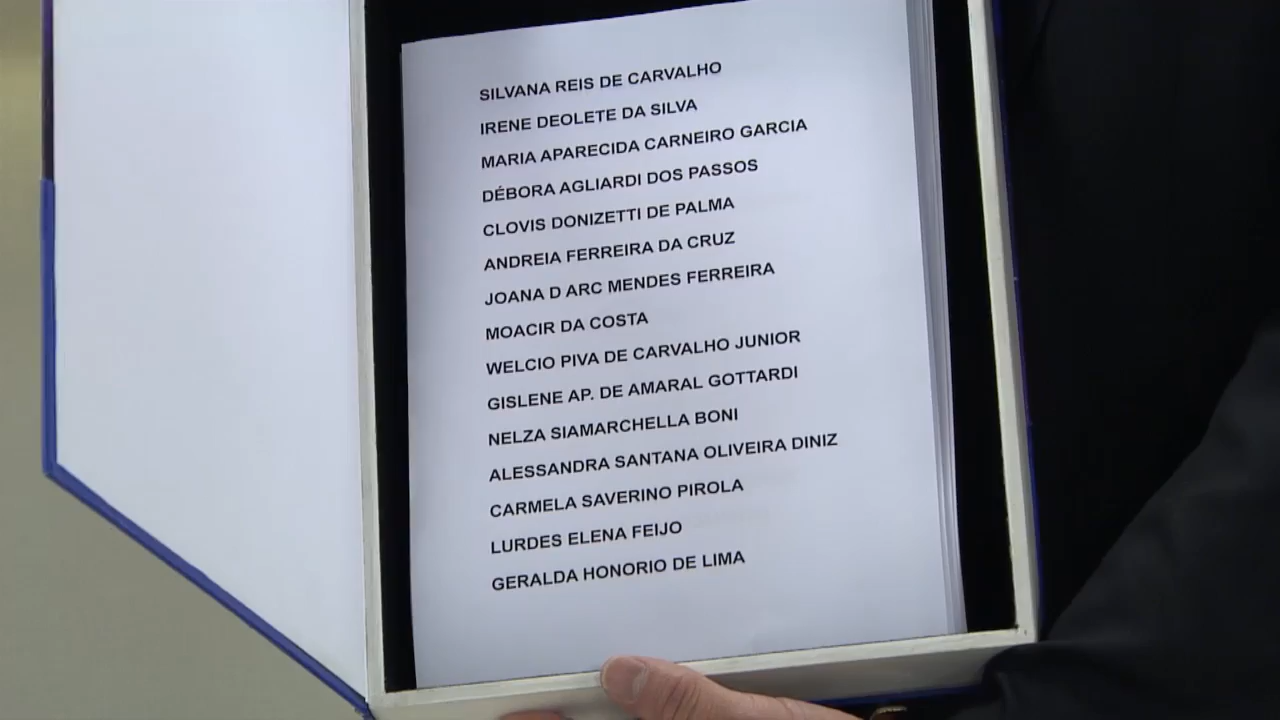 SILVANA REIS DE CARVALHO
IRENE DEOLETE DA SILVA
MARIA APARECIDA CARNEIRO GARCIA
DÉBORA AGLIARDI DOS PASSOS
CLOVIS DONIZETTI DE PALMA
ANDREIA FERREIRA DA CRUZ
JOANA D ARC MENDES FERREIRA
MOACIR DA COSTA
WELCIO PIVA DE CARVALHO JUNIOR
GISLENE AP. DE AMARAL GOTTARDI
NELZA SIAMARCHELLA BONI
ALESSANDRA SANTANA OLIVEIRA DINIZ
CARMELA SAVERINO PIROLA
LURDES ELENA FEIJO
GERALDA HONORIO DE LIMA